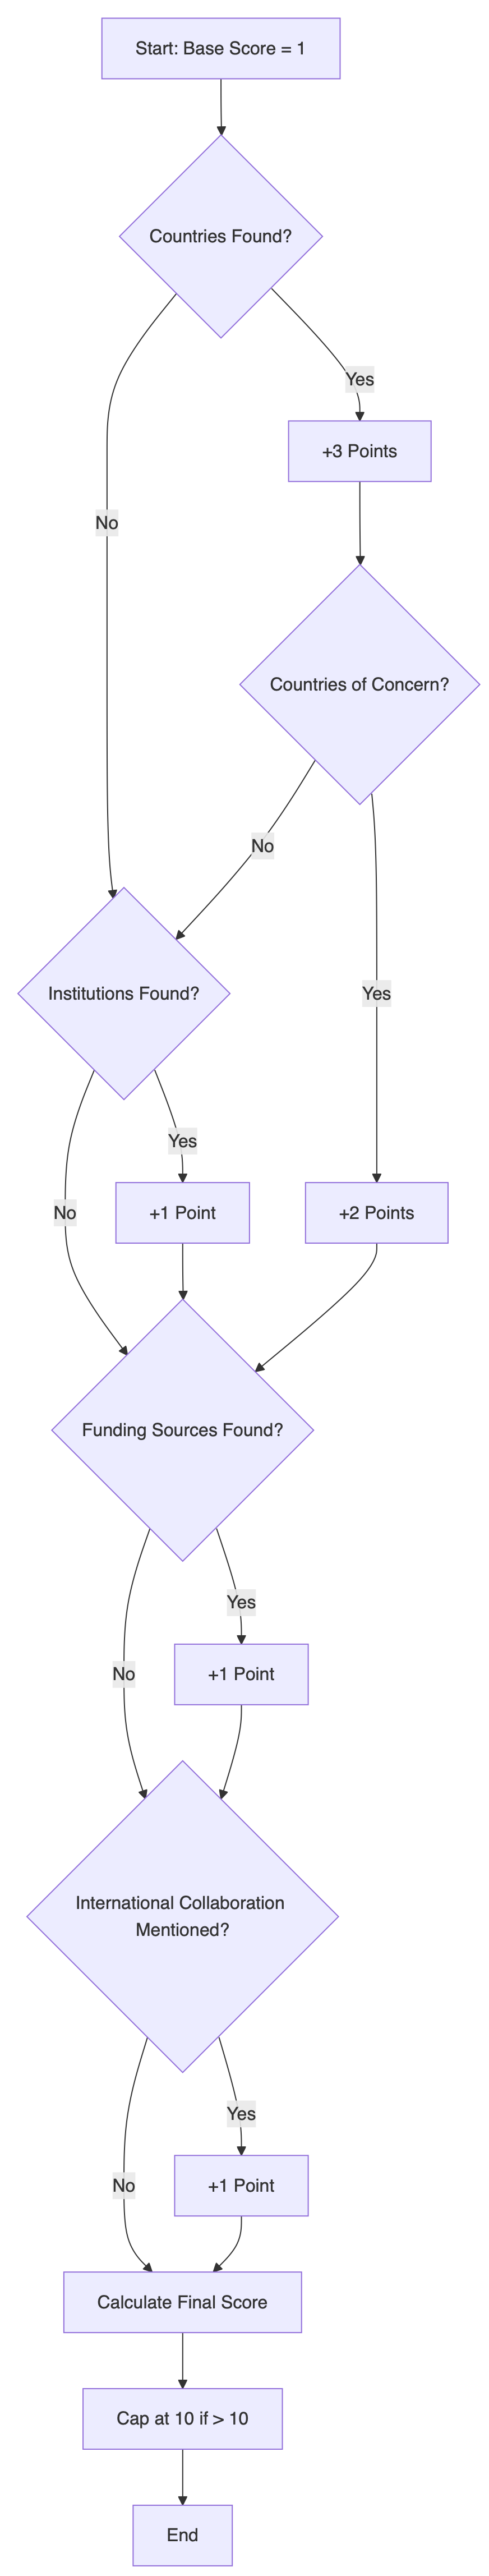 Start: Base Score = 1
Countries Found?
Yes
+3 Points
No
Countries of Concern?
No
Institutions Found?
Yes
Yes
No
+1 Point
+2 Points
Funding Sources Found?
Yes
No
+1 Point
International Collaboration
Mentioned?
Yes
No
+1 Point
Calculate Final Score
Cap at 10 if > 10
End